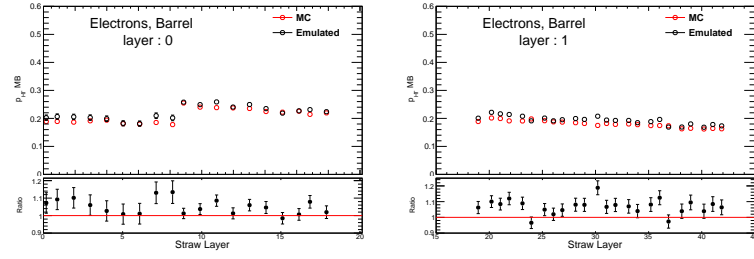 Electrons, Barrel
layer : 0
MC
Emulated
p_HT MB
0.6
0.5
0.4
0.3
0.2
0.1
0
Ratio
1.2
1.1
1
0.9
0 5 10 15 20
Straw Layer
Electrons, Barrel
layer : 1
MC
Emulated
p_HT MB
0.6
0.5
0.4
0.3
0.2
0.1
0
Ratio
1.2
1.1
1
0.9
15 20 25 30 35 40
Straw Layer